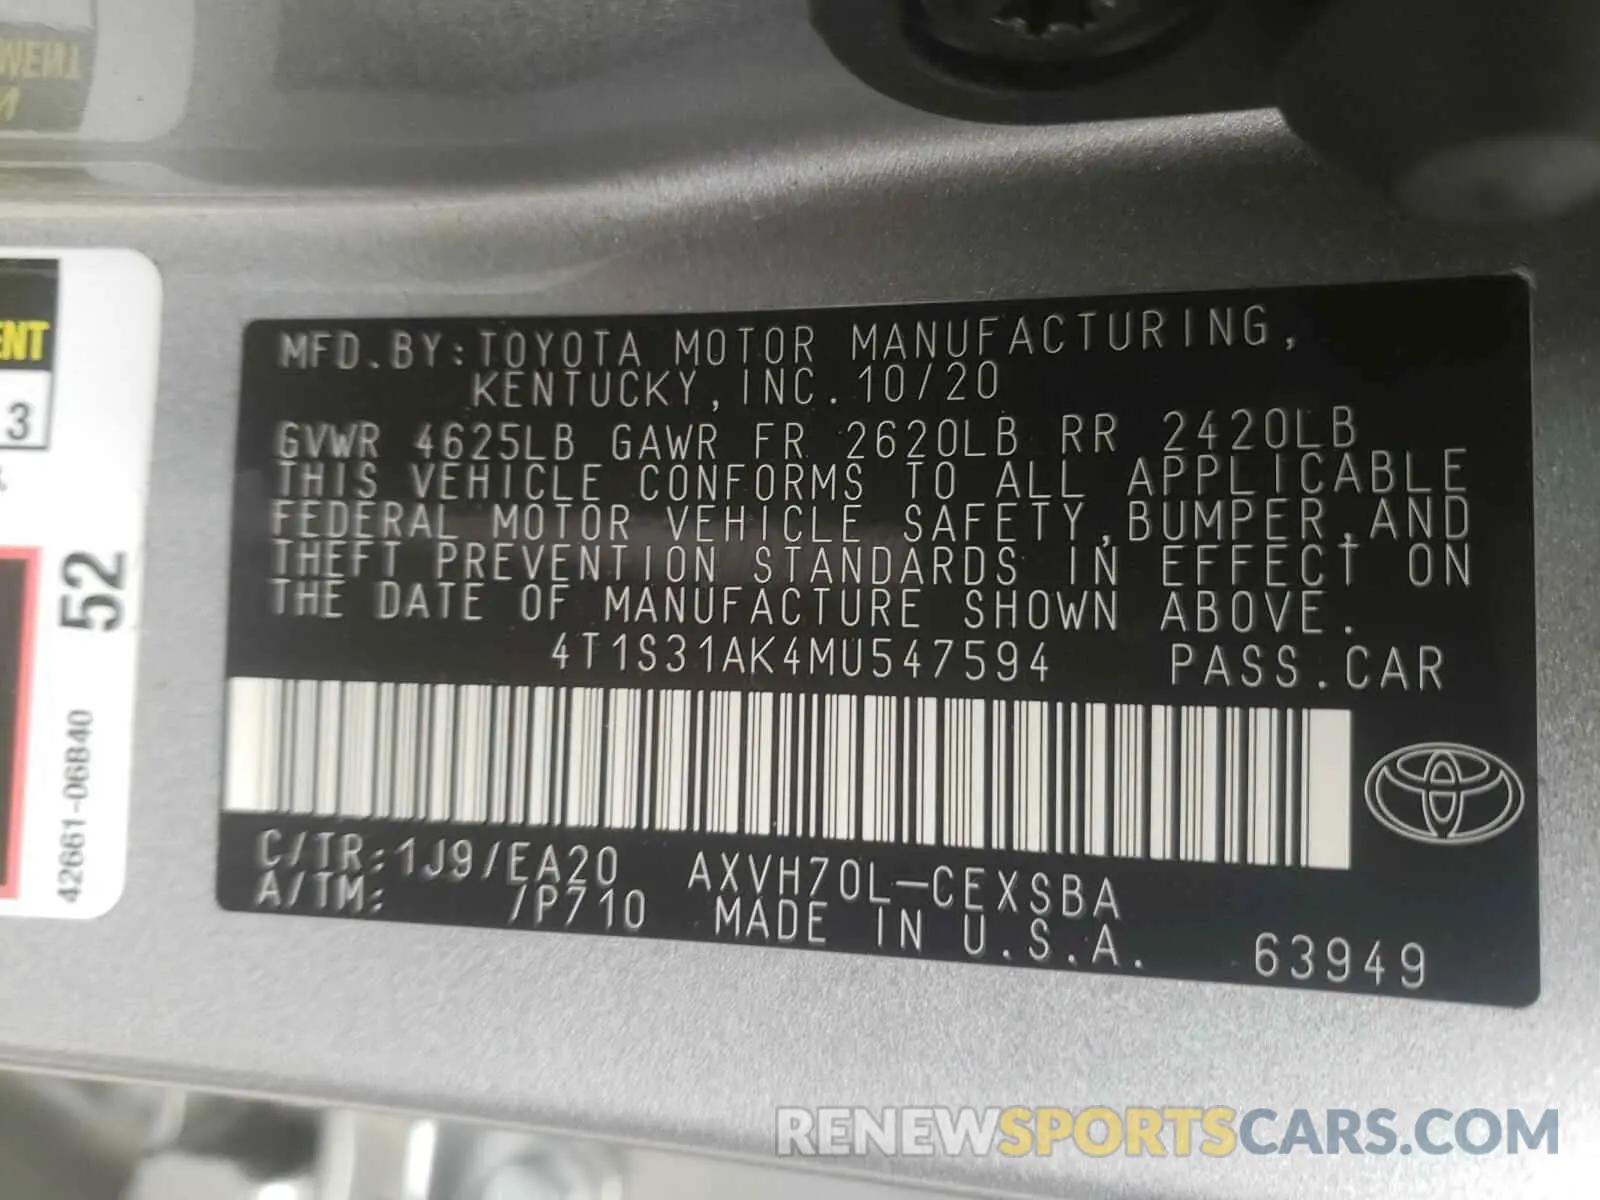 MFD.BY:TOYOTA MOTOR MANUFACTURING,
KENTUCKY,INC. 10/20
GVWR 4625LB GAWR FR 2620LB RR 2420LB
THIS VEHICLE CONFORMS TO ALL APPLICABLE
FEDERAL MOTOR VEHICLE SAFETY,BUMPER,AND
THEFT PREVENTION STANDARDS IN EFFECT ON
THE DATE OF MANUFACTURE SHOWN ABOVE.
4T1S31AK4MU547594 PASS.CAR
C/TR:1J9/EA20 AXVH70L-CEXSBA
A/TM: /P710 MADE IN U.S.A. 63949
ENT
3
52
42661-06B40
RENEWSPORTSCARS.COM